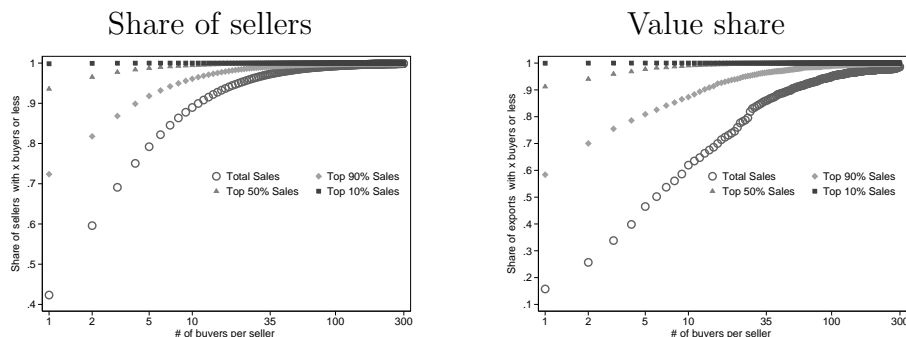 Share of sellers
Share of sellers with x buyers or less
1
.9
.8
.7
.6
.5
.4
Total Sales
Top 90% Sales
Top 50% Sales
Top 10% Sales
1 2 5 10 35 100 300
# of buyers per seller
Value share
Share of exports with x buyers or less
1
.9
.8
.7
.6
.5
.4
.3
.2
.1
Total Sales
Top 90% Sales
Top 50% Sales
Top 10% Sales
1 2 5 10 35 100 300
# of buyers per seller